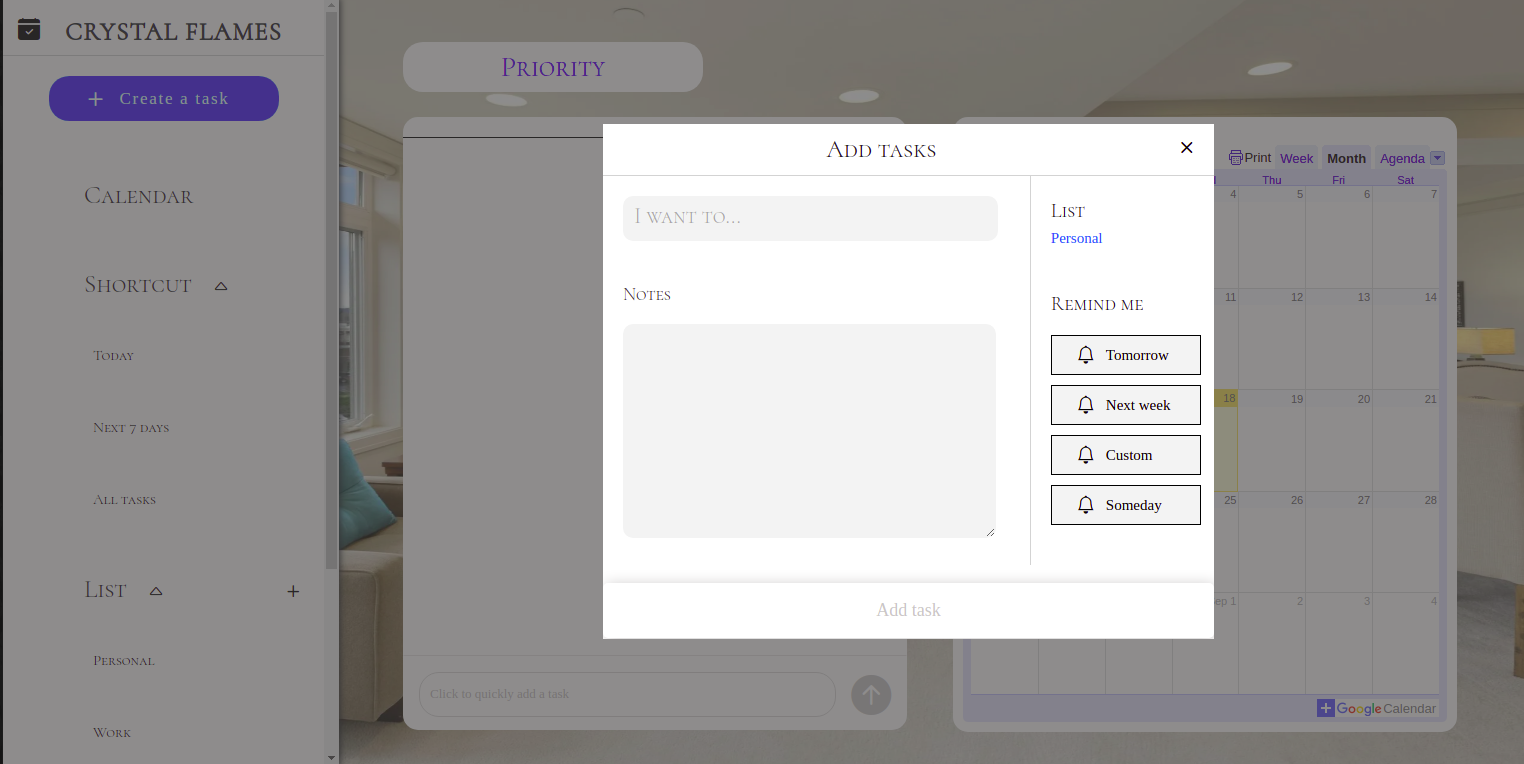 CRYSTAL FLAMES
+ Create a task
Calendar
Shortcut
Today
Next 7 days
All tasks
List +
Personal
Work
Priority
Click to quickly add a task
Add tasks
I want to...
Notes
List
Personal
Remind me
Tomorrow
Next week
Custom
Someday
Add task
Print Week Month Agenda
Thu Fri Sat
4 5 6 7
11 12 13 14
18 19 20 21
25 26 27 28
1 2 3 4
+ Google Calendar